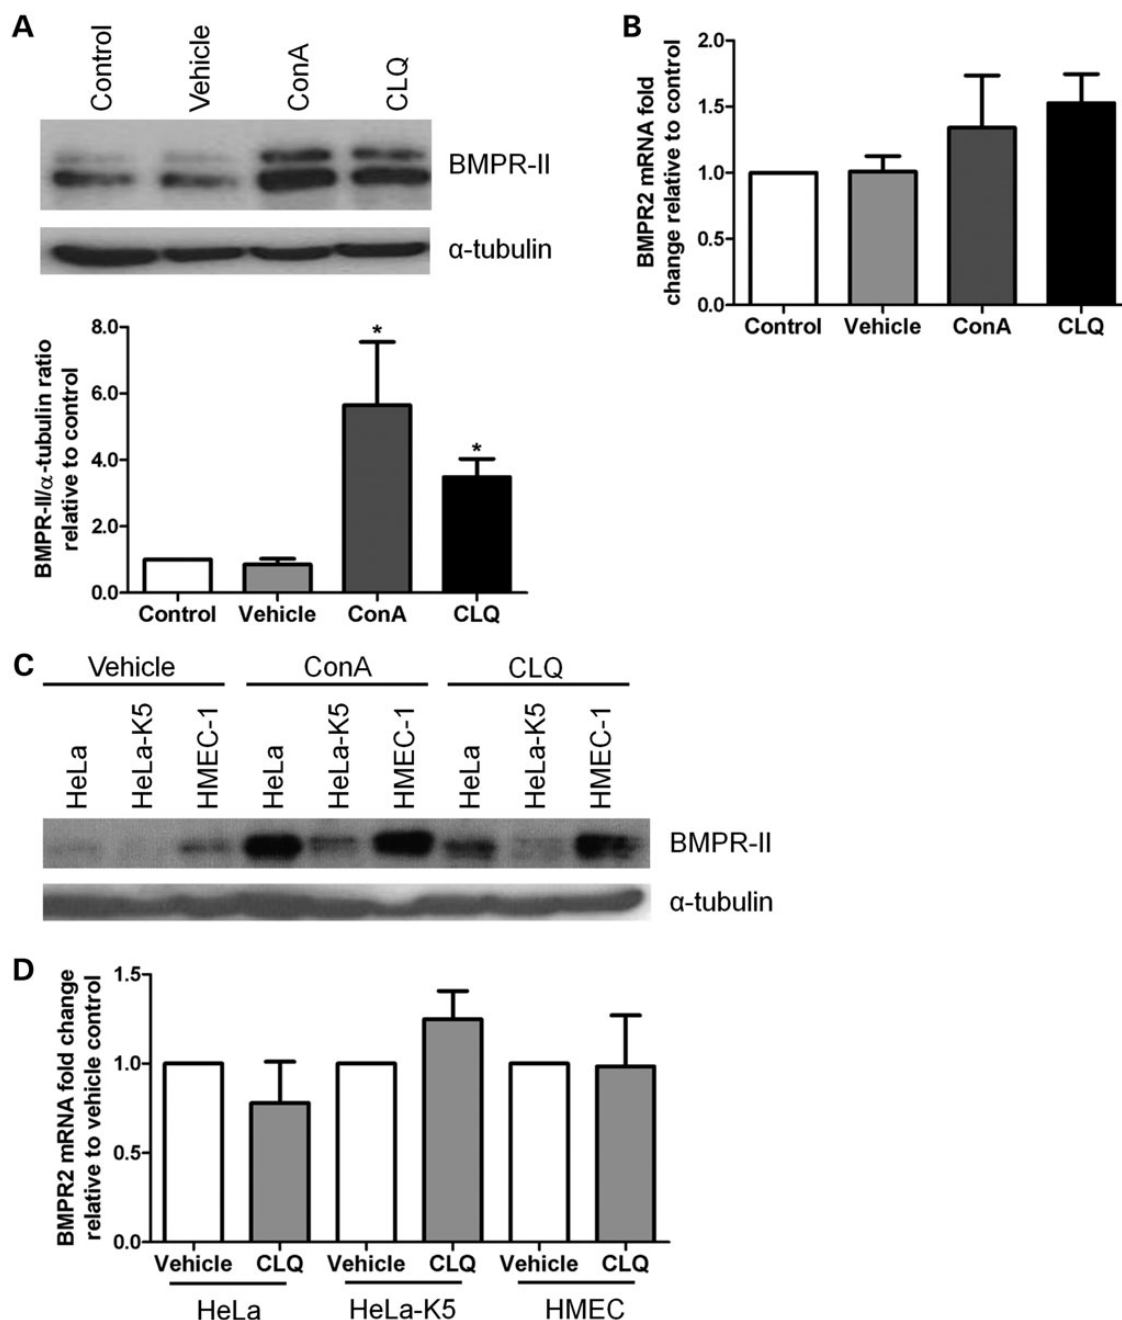 A
Control
Vehicle
ConA
CLQ
BMPR-II
α-tubulin
BMPR-II/α-tubulin ratio
relative to control
8.0
6.0
4.0
2.0
0.0
*
*
Control
Vehicle
ConA
CLQ
B
BMPR2 mRNA fold
change relative to control
2.0
1.5
1.0
0.5
0.0
Control
Vehicle
ConA
CLQ
C
Vehicle
ConA
CLQ
HeLa
HeLa-K5
HMEC-1
HeLa
HeLa-K5
HMEC-1
HeLa
HeLa-K5
HMEC-1
BMPR-II
α-tubulin
D
BMPR2 mRNA fold change
relative to vehicle control
1.5
1.0
0.5
0.0
Vehicle
CLQ
Vehicle
CLQ
Vehicle
CLQ
HeLa
HeLa-K5
HMEC